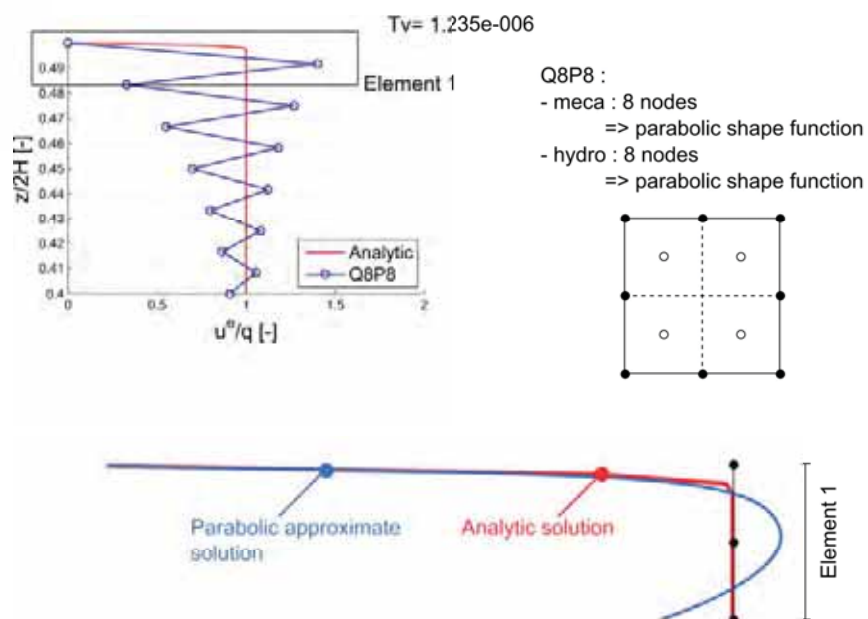 Tv= 1.235e-006
0.49
0.48
0.47
0.46
0.45
0.44
0.43
0.42
0.41
0.4
z/2H [-]
Element 1
Analytic
Q8P8
0
0.5
1
1.5
2
uᵉ/q [-]
Q8P8 :
- meca : 8 nodes
=> parabolic shape function
- hydro : 8 nodes
=> parabolic shape function
Parabolic approximate
solution
Analytic solution
Element 1